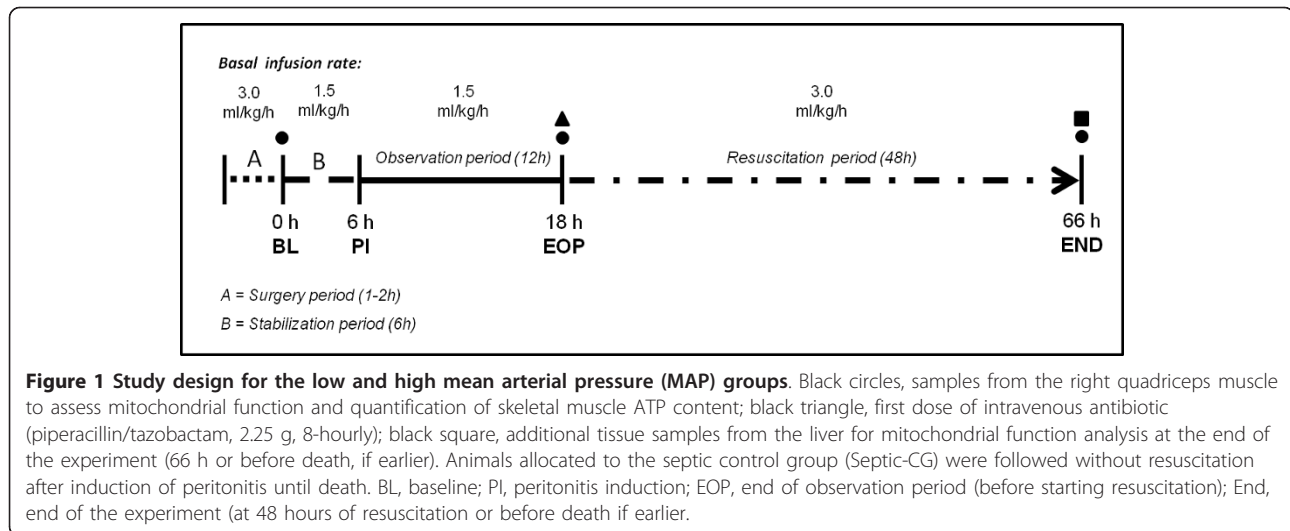 Basal infusion rate:
3.0 1.5 1.5 3.0
ml/kg/h ml/kg/h ml/kg/h ml/kg/h
A B Observation period (12h) Resuscitation period (48h)
0 h 6 h 18 h 66 h
BL PI EOP END
A = Surgery period (1-2h)
B = Stabilization period (6h)
Figure 1 Study design for the low and high mean arterial pressure (MAP) groups. Black circles, samples from the right quadriceps muscle
to assess mitochondrial function and quantification of skeletal muscle ATP content; black triangle, first dose of intravenous antibiotic
(piperacillin/tazobactam, 2.25 g, 8-hourly); black square, additional tissue samples from the liver for mitochondrial function analysis at the end of
the experiment (66 h or before death, if earlier). Animals allocated to the septic control group (Septic-CG) were followed without resuscitation
after induction of peritonitis until death. BL, baseline; PI, peritonitis induction; EOP, end of observation period (before starting resuscitation); End,
end of the experiment (at 48 hours of resuscitation or before death if earlier.